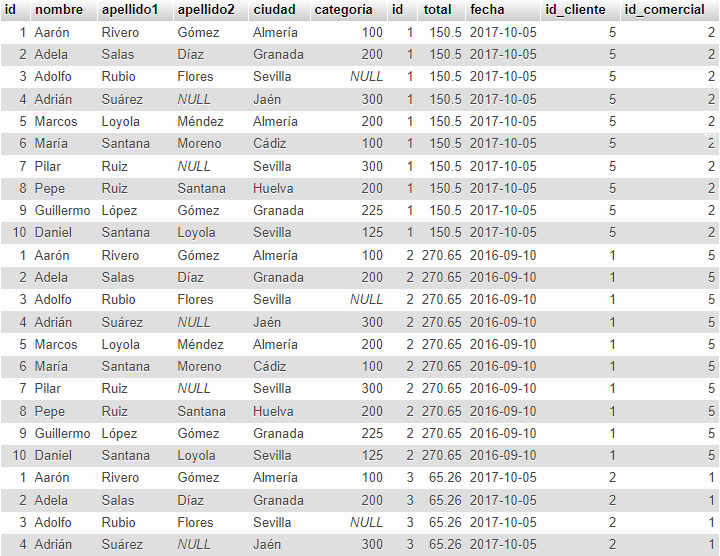 id nombre apellido1 apellido2 ciudad categoría id total fecha id_cliente id_comercial
1 Aarón Rivero Gómez Almería 100 1 150.5 2017-10-05 5 2
2 Adela Salas Díaz Granada 200 1 150.5 2017-10-05 5 2
3 Adolfo Rubio Flores Sevilla NULL 1 150.5 2017-10-05 5 2
4 Adrián Suárez NULL Jaén 300 1 150.5 2017-10-05 5 2
5 Marcos Loyola Méndez Almería 200 1 150.5 2017-10-05 5 2
6 María Santana Moreno Cádiz 100 1 150.5 2017-10-05 5 2
7 Pilar Ruiz NULL Sevilla 300 1 150.5 2017-10-05 5 2
8 Pepe Ruiz Santana Huelva 200 1 150.5 2017-10-05 5 2
9 Guillermo López Gómez Granada 225 1 150.5 2017-10-05 5 2
10 Daniel Santana Loyola Sevilla 125 1 150.5 2017-10-05 5 2
1 Aarón Rivero Gómez Almería 100 2 270.65 2016-09-10 1 5
2 Adela Salas Díaz Granada 200 2 270.65 2016-09-10 1 5
3 Adolfo Rubio Flores Sevilla NULL 2 270.65 2016-09-10 1 5
4 Adrián Suárez NULL Jaén 300 2 270.65 2016-09-10 1 5
5 Marcos Loyola Méndez Almería 200 2 270.65 2016-09-10 1 5
6 María Santana Moreno Cádiz 100 2 270.65 2016-09-10 1 5
7 Pilar Ruiz NULL Sevilla 300 2 270.65 2016-09-10 1 5
8 Pepe Ruiz Santana Huelva 200 2 270.65 2016-09-10 1 5
9 Guillermo López Gómez Granada 225 2 270.65 2016-09-10 1 5
10 Daniel Santana Loyola Sevilla 125 2 270.65 2016-09-10 1 5
1 Aarón Rivero Gómez Almería 100 3 65.26 2017-10-05 2 1
2 Adela Salas Díaz Granada 200 3 65.26 2017-10-05 2 1
3 Adolfo Rubio Flores Sevilla NULL 3 65.26 2017-10-05 2 1
4 Adrián Suárez NULL Jaén 300 3 65.26 2017-10-05 2 1